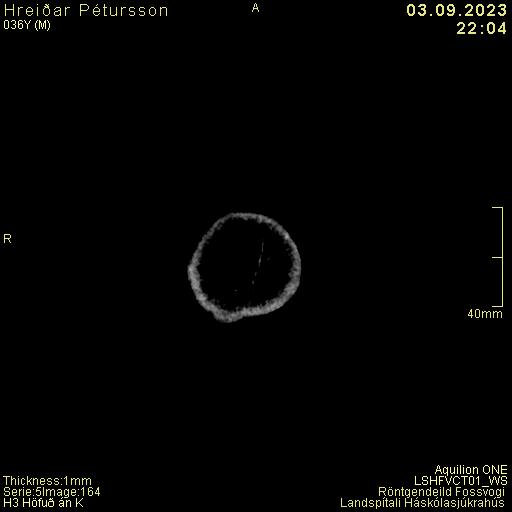 Hreiðar Pétursson
036Y (M)
A
03.09.2023
22:04
R
40mm
Thickness:1mm
Serie:5Image:164
H3 Höfuð án K
Aquilion ONE
LSHFVCT01_WS
Röntgendeild Fossvogi
Landspítali Háskólasjúkrahús